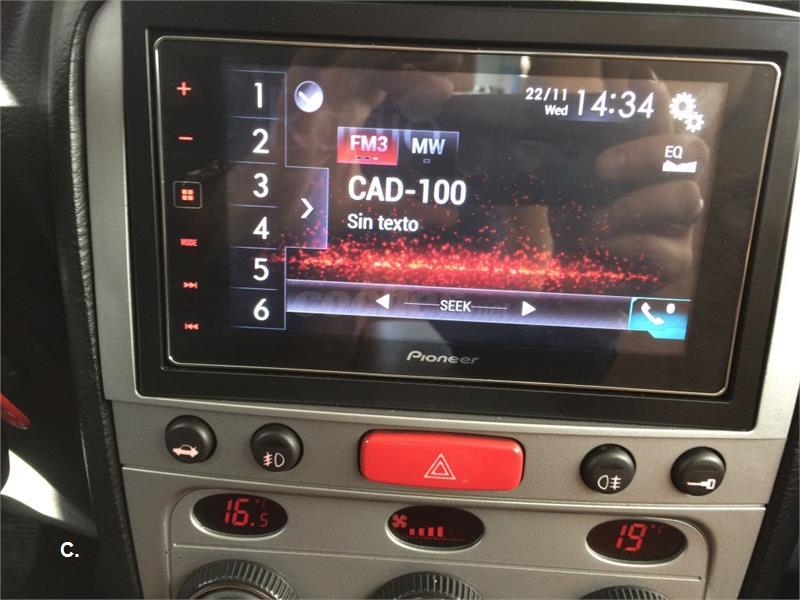 1
2
3
4
5
6
MODE
22/11
Wed
14:34
FM3
MW
EQ
CAD-100
Sin texto
SEEK
Pioneer
16.5 °C
19 °C
C.